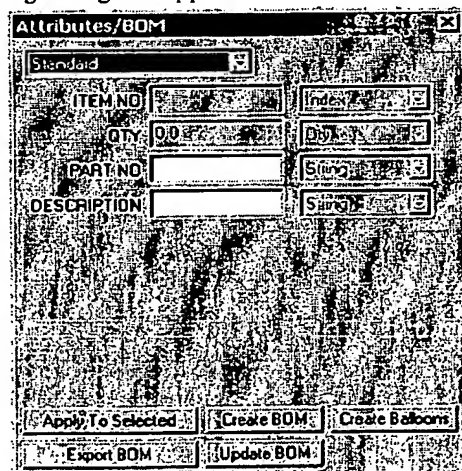 Attributes/BOM
Standard
ITEM NO Index
QTY 0.0
PART NO String
DESCRIPTION String
Apply To Selected Create BOM Create Balloons
Export BOM Update BOM